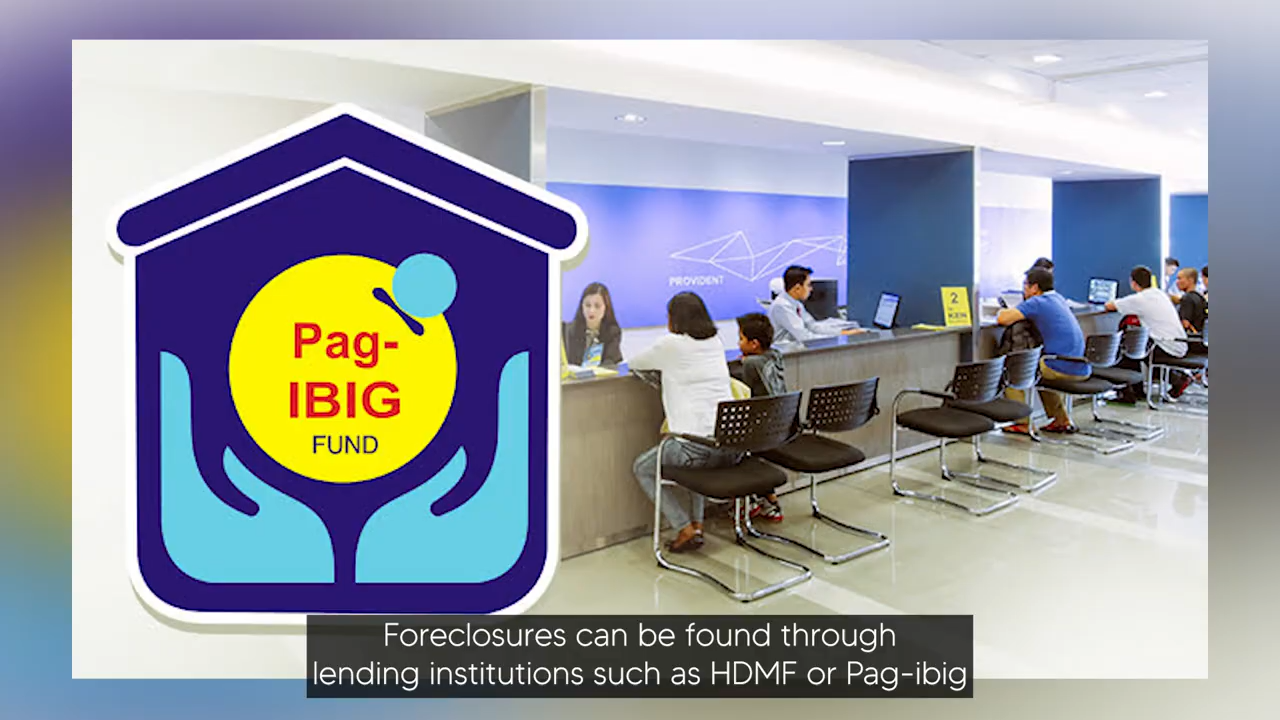 Pag-
IBIG
FUND
PROVIDENT
2
Foreclosures can be found through
lending institutions such as HDMF or Pag-ibig